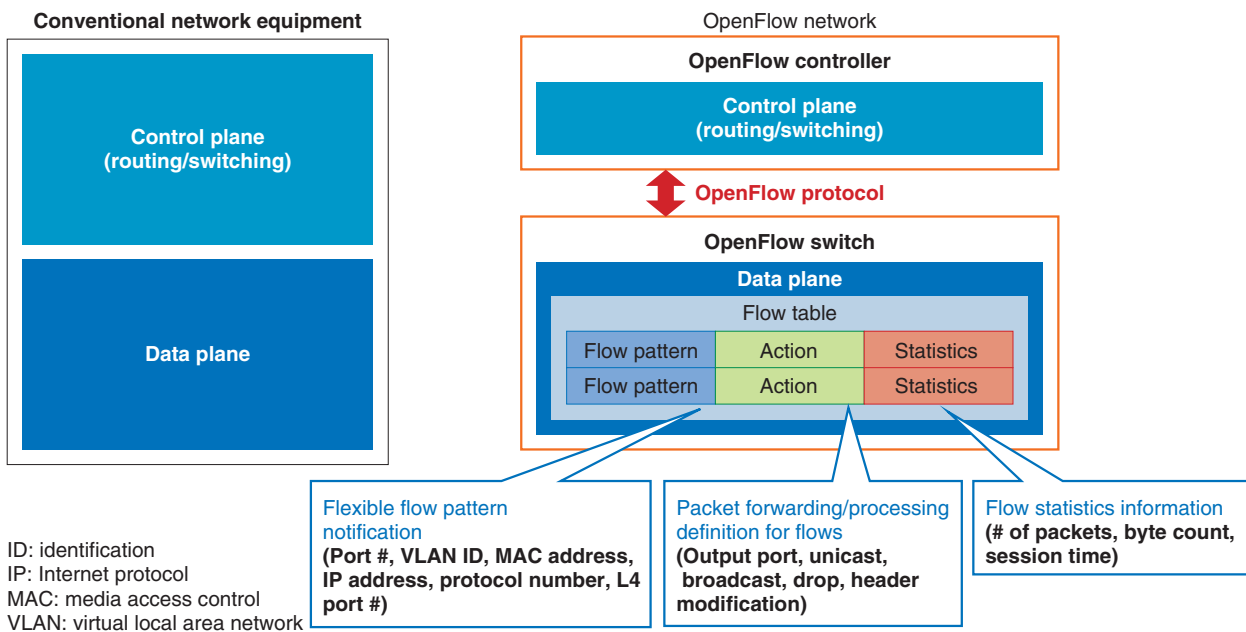 Conventional network equipment
Control plane
(routing/switching)
Data plane
OpenFlow network
OpenFlow controller
Control plane
(routing/switching)
OpenFlow protocol
OpenFlow switch
Data plane
Flow table
Flow pattern Action Statistics
Flow pattern Action Statistics
Flexible flow pattern
notification
(Port #, VLAN ID, MAC address,
IP address, protocol number, L4
port #)
Packet forwarding/processing
definition for flows
(Output port, unicast,
broadcast, drop, header
modification)
Flow statistics information
(# of packets, byte count,
session time)
ID: identification
IP: Internet protocol
MAC: media access control
VLAN: virtual local area network